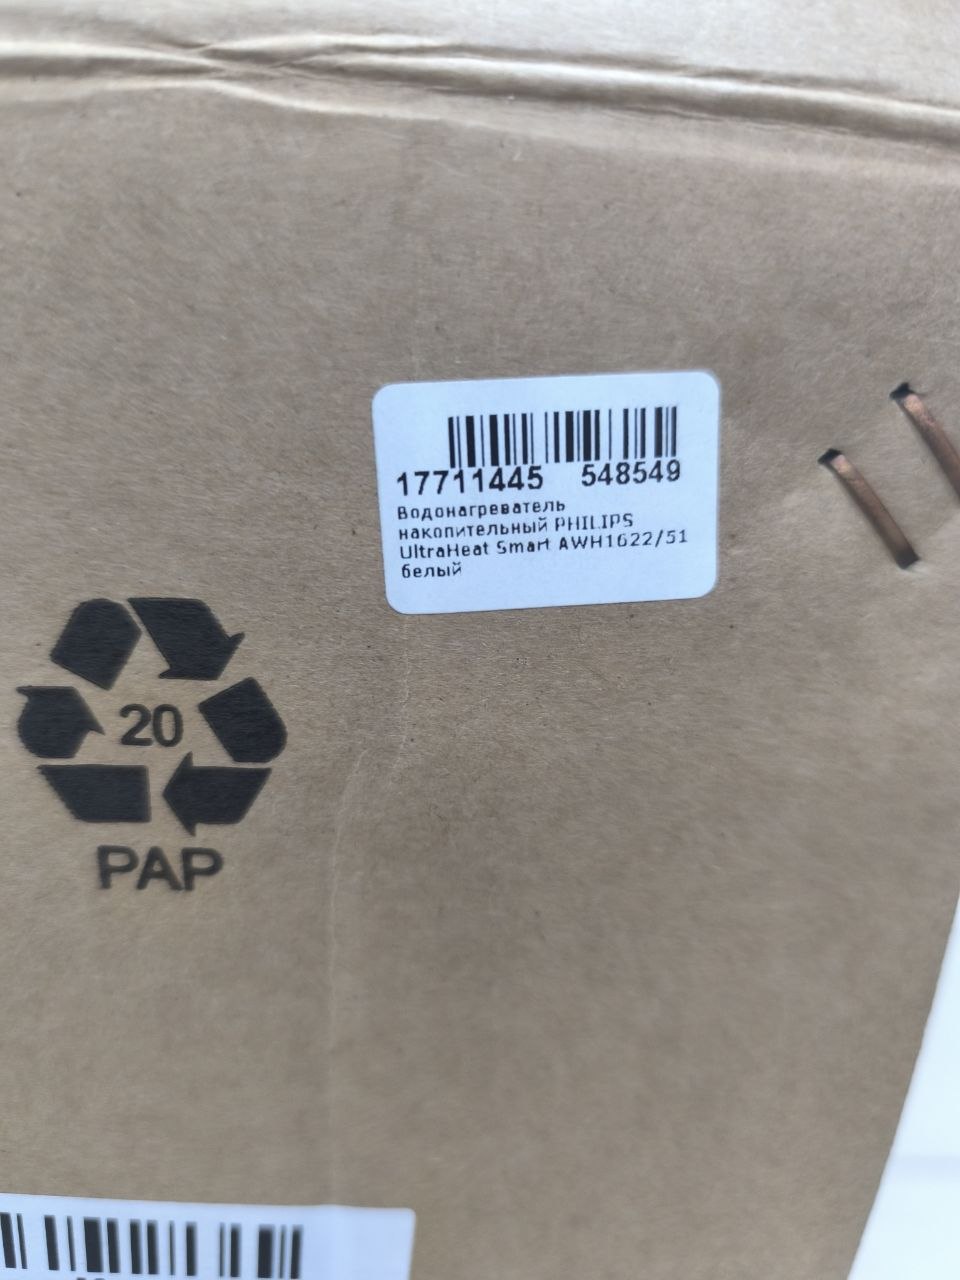 17711445 548549
Водонагреватель
накопительный PHILIPS
UltraHeat Smart AWH1622/51
белый
20
PAP